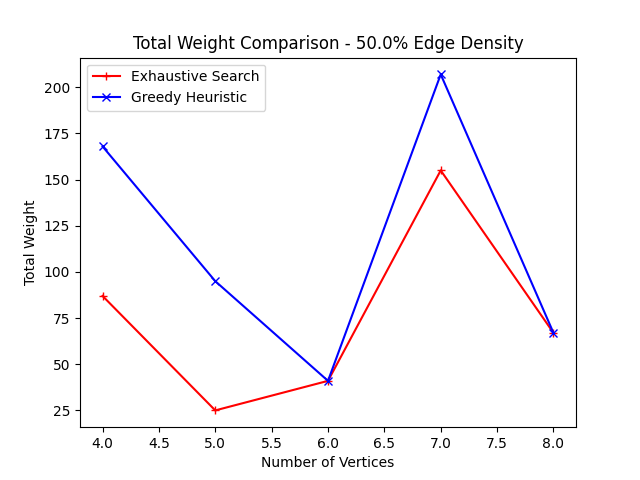 Total Weight Comparison - 50.0% Edge Density
Exhaustive Search
Greedy Heuristic
Total Weight
200
175
150
125
100
75
50
25
4.0 4.5 5.0 5.5 6.0 6.5 7.0 7.5 8.0
Number of Vertices